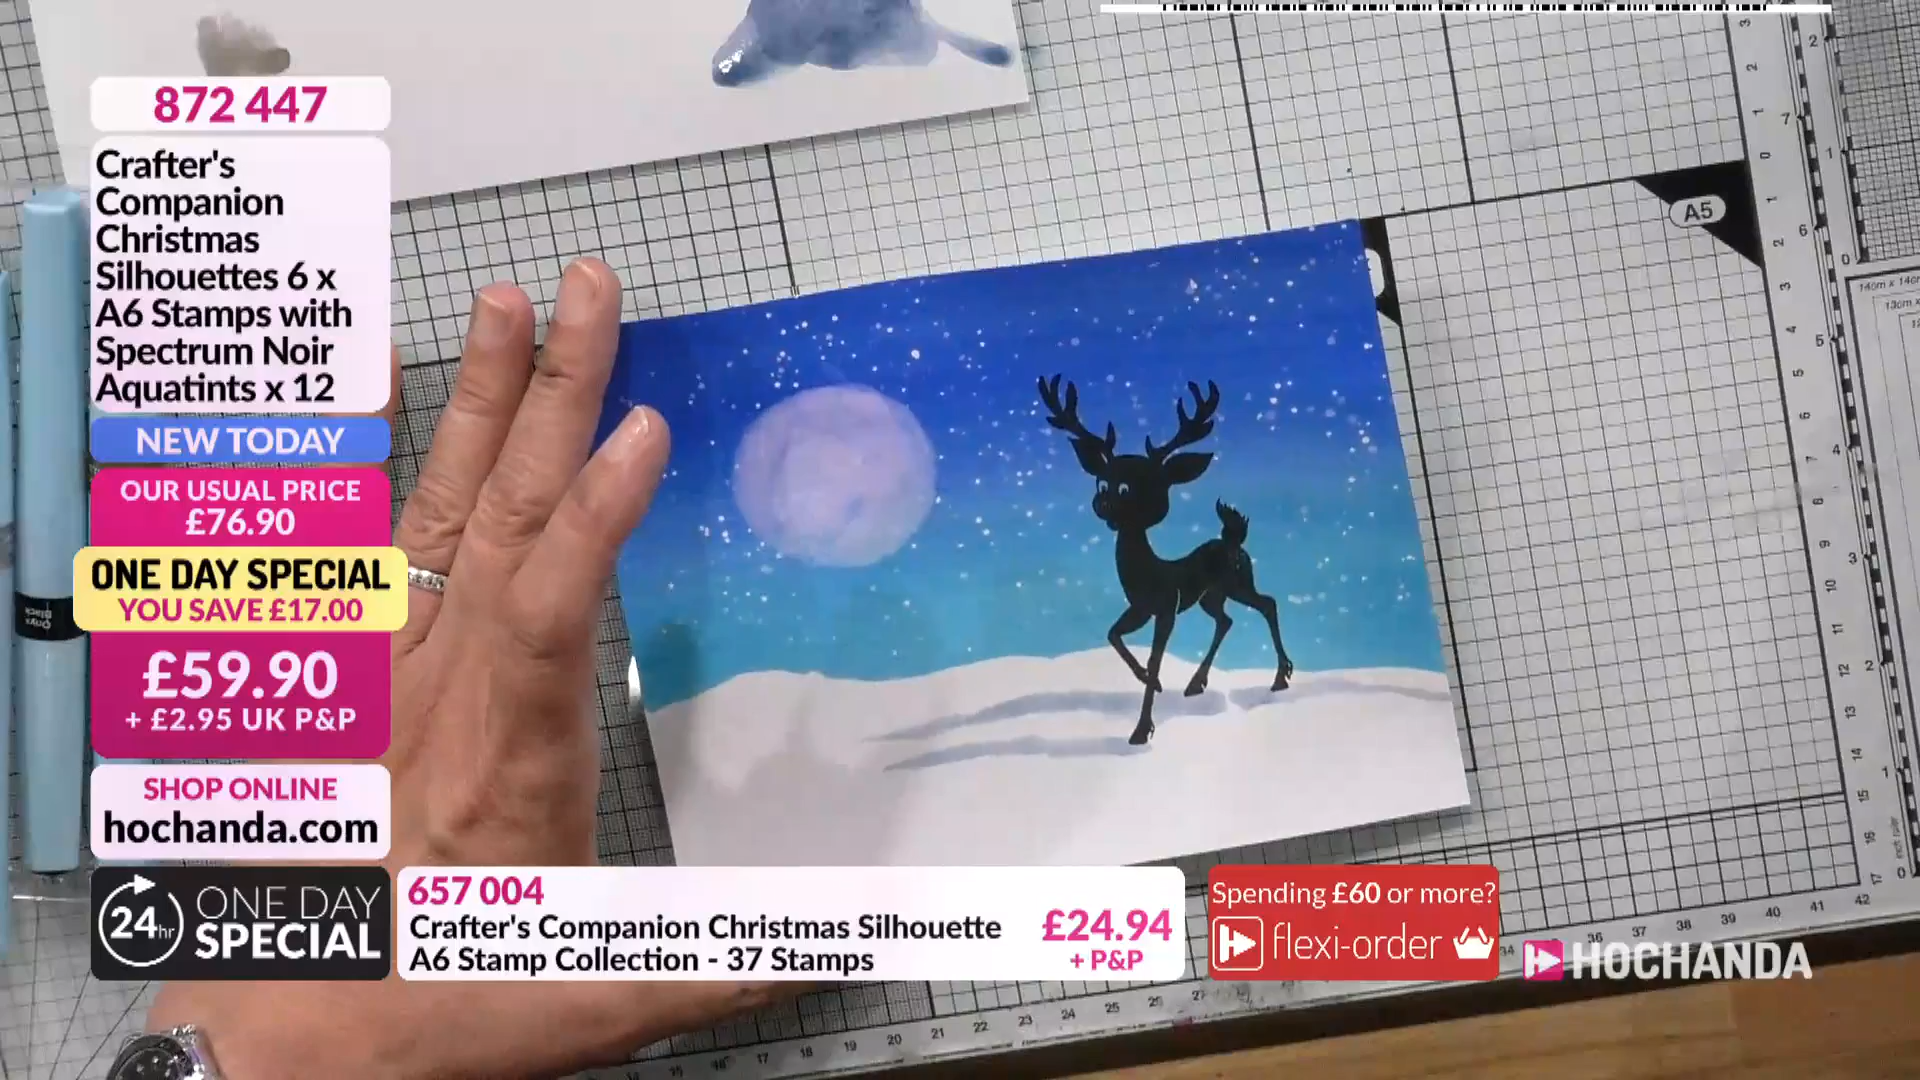 872 447
Crafter's
Companion
Christmas
Silhouettes 6 x
A6 Stamps with
Spectrum Noir
Aquatints x 12
NEW TODAY
OUR USUAL PRICE
£76.90
ONE DAY SPECIAL
YOU SAVE £17.00
£59.90
+ £2.95 UK P&P
SHOP ONLINE
hochanda.com
24hr
ONE DAY
SPECIAL
657 004
Crafter's Companion Christmas Silhouette
A6 Stamp Collection - 37 Stamps
£24.94
+ P&P
Spending £60 or more?
flexi-order
HOCHANDA
A5
Onyx
Black